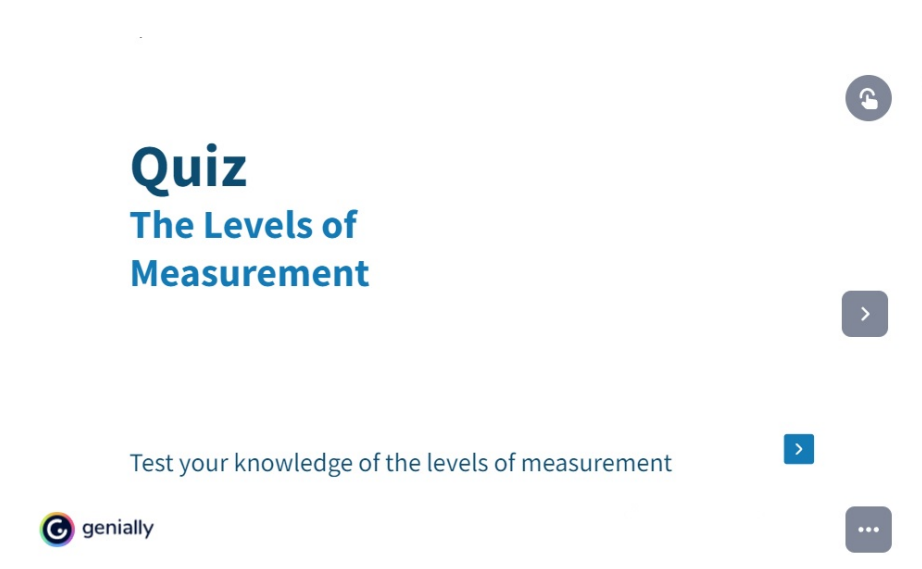 Quiz
The Levels of
Measurement
Test your knowledge of the levels of measurement
genially